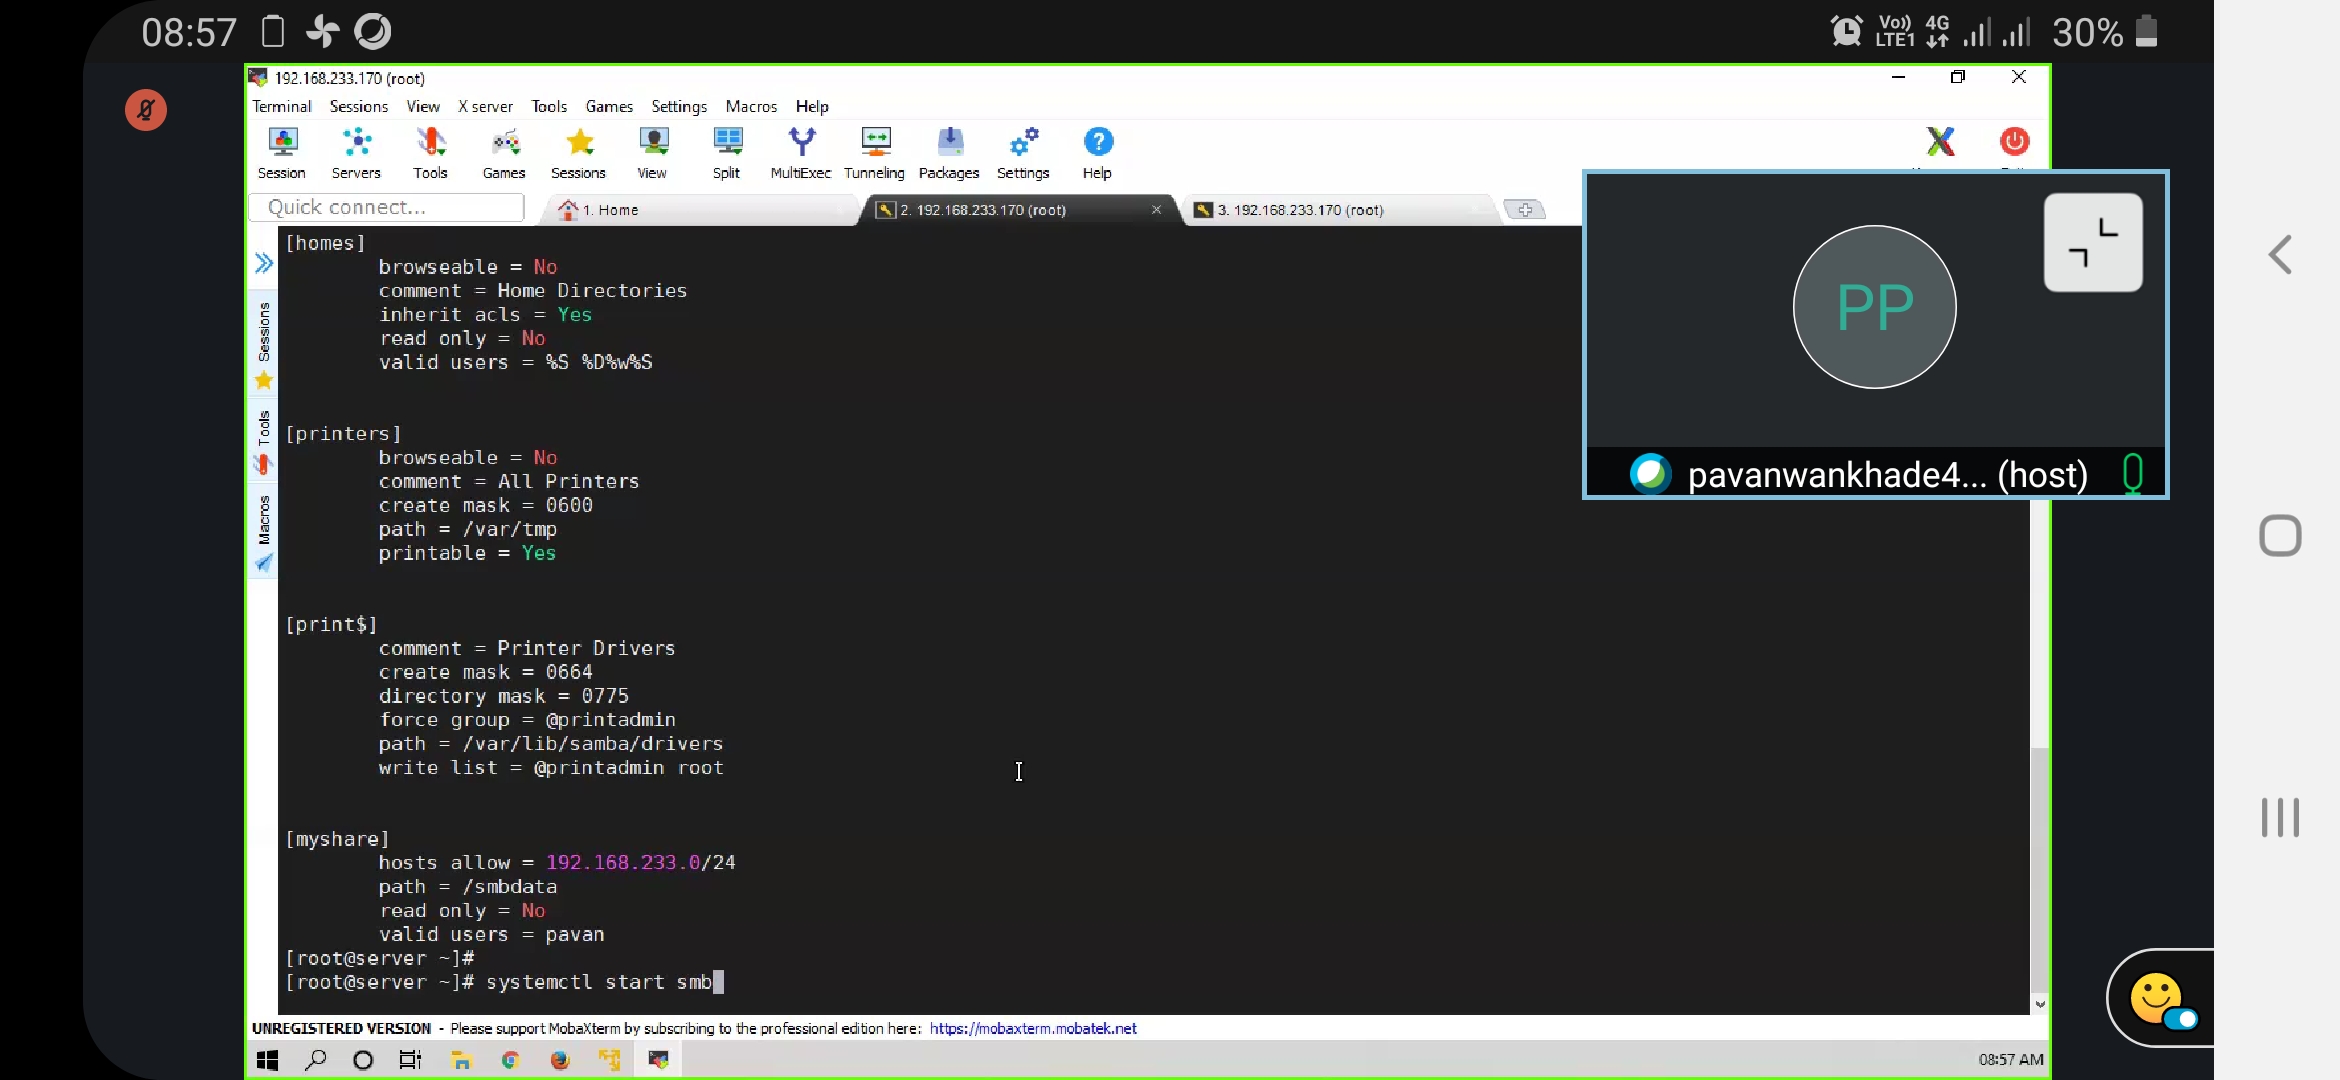 08:57
Vo)) LTE1 4G 30%
192.168.233.170 (root)
Terminal Sessions View X server Tools Games Settings Macros Help
Session Servers Tools Games Sessions View Split MultiExec Tunneling Packages Settings Help
Quick connect...
1. Home
2. 192.168.233.170 (root)
3. 192.168.233.170 (root)
Sessions
Tools
Macros
[homes]
browseable = No
comment = Home Directories
inherit acls = Yes
read only = No
valid users = %S %D%w%S
[printers]
browseable = No
comment = All Printers
create mask = 0600
path = /var/tmp
printable = Yes
[print$]
comment = Printer Drivers
create mask = 0664
directory mask = 0775
force group = @printadmin
path = /var/lib/samba/drivers
write list = @printadmin root
[myshare]
hosts allow = 192.168.233.0/24
path = /smbdata
read only = No
valid users = pavan
[root@server ~]#
[root@server ~]# systemctl start smb
PP
pavanwankhade4... (host)
UNREGISTERED VERSION - Please support MobaXterm by subscribing to the professional edition here: https://mobaxterm.mobatek.net
08:57 AM